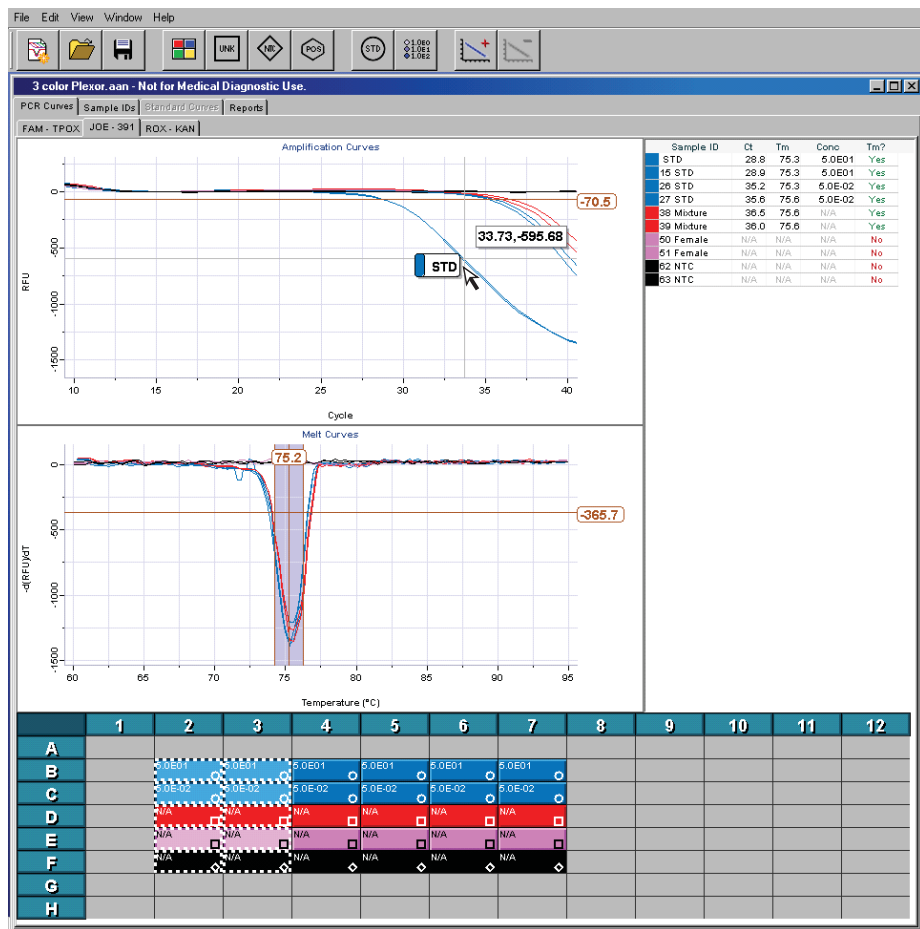 File Edit View Window Help
UNK NTC POS STD 1.0E0
1.0E1
1.0E2
3 color Plexor.aan - Not for Medical Diagnostic Use.
PCR Curves Sample IDs Standard Curves Reports
FAM - TPOX JOE - 391 ROX - KAN
Amplification Curves
0
-500
-1000
-1500
RFU
-70.5
33.73,-595.68
STD
10 15 20 25 30 35 40
Cycle
Sample ID Ct Tm Conc Tm?
STD 28.8 75.3 5.0E01 Yes
15 STD 28.9 75.3 5.0E01 Yes
26 STD 35.2 75.3 5.0E-02 Yes
27 STD 35.6 75.6 5.0E-02 Yes
38 Mixture 36.5 75.6 N/A Yes
39 Mixture 36.0 75.6 N/A Yes
50 Female N/A N/A N/A No
51 Female N/A N/A N/A No
62 NTC N/A N/A N/A No
63 NTC N/A N/A N/A No
Melt Curves
75.2
0
-500
-1000
-1500
-d(RFU)/dT
-365.7
60 65 70 75 80 85 90 95
Temperature (°C)
1 2 3 4 5 6 7 8 9 10 11 12
A
B 5.0E01 5.0E01 5.0E01 5.0E01 5.0E01 5.0E01
C 5.0E-02 5.0E-02 5.0E-02 5.0E-02 5.0E-02 5.0E-02
D N/A N/A N/A N/A N/A N/A
E N/A N/A N/A N/A N/A N/A
F N/A N/A N/A N/A N/A N/A
G
H